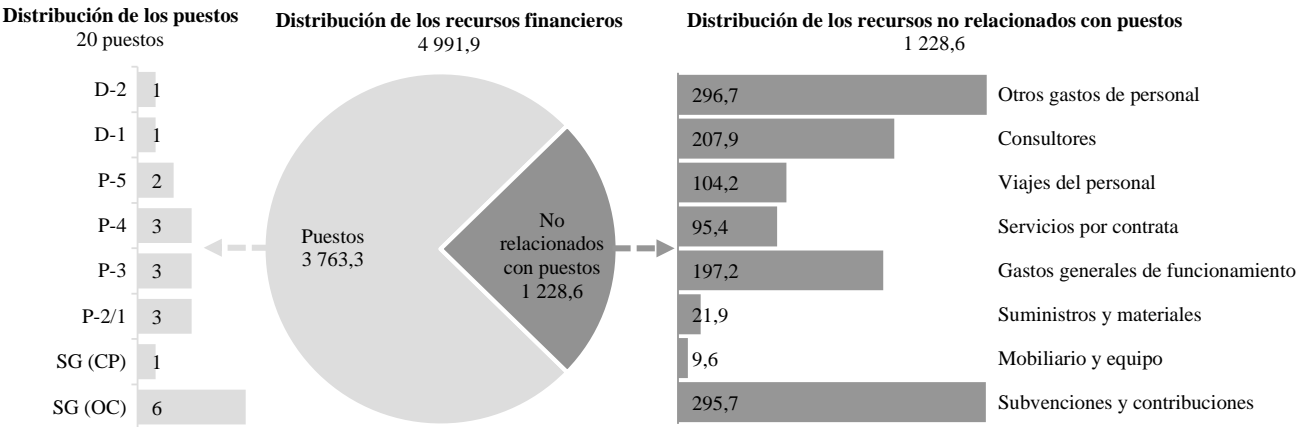 Distribución de los puestos
20 puestos
D-2 1
D-1 1
P-5 2
P-4 3
P-3 3
P-2/1 3
SG (CP) 1
SG (OC) 6
Distribución de los recursos financieros
4 991,9
Puestos
3 763,3
No
relacionados
con puestos
1 228,6
Distribución de los recursos no relacionados con puestos
1 228,6
296,7 Otros gastos de personal
207,9 Consultores
104,2 Viajes del personal
95,4 Servicios por contrata
197,2 Gastos generales de funcionamiento
21,9 Suministros y materiales
9,6 Mobiliario y equipo
295,7 Subvenciones y contribuciones